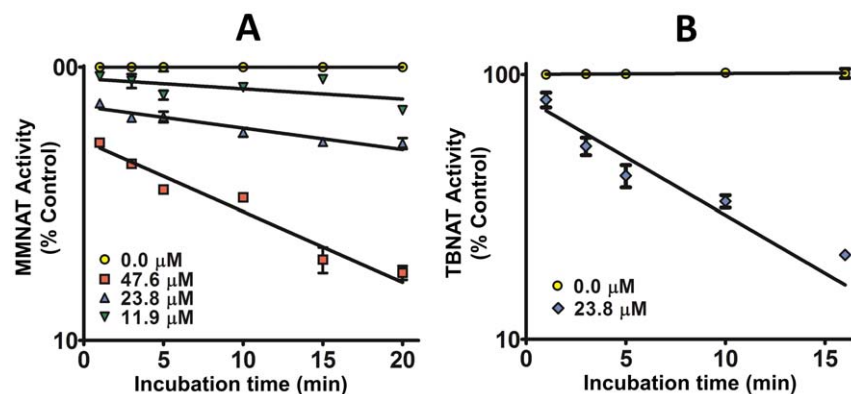 A
00
10
MMNAT Activity
(% Control)
0.0 µM
47.6 µM
23.8 µM
11.9 µM
0 5 10 15 20
Incubation time (min)
B
100
10
TBNAT Activity
(% Control)
0.0 µM
23.8 µM
0 5 10 15
Incubation time (min)